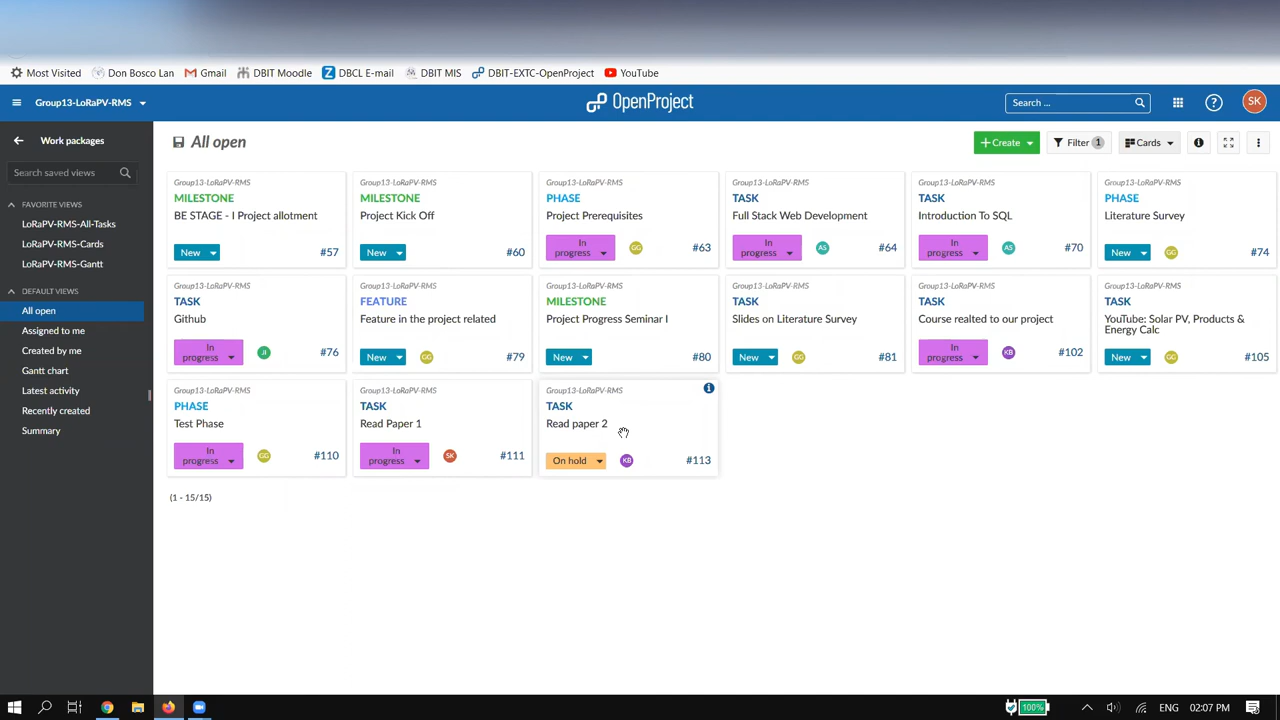 Most Visited
Don Bosco Lan
Gmail
DBIT Moodle
DBCL E-mail
DBIT MIS
DBIT-EXTC-OpenProject
YouTube
Group13-LoRaPV-RMS
OpenProject
Search ...
SK
Work packages
Search saved views
FAVORITE VIEWS
LoRaPV-RMS-All-Tasks
LoRaPV-RMS-Cards
LoRaPV-RMS-Gantt
DEFAULT VIEWS
All open
Assigned to me
Created by me
Gantt chart
Latest activity
Recently created
Summary
All open
Create
Filter 1
Cards
Group13-LoRaPV-RMS
MILESTONE
BE STAGE - I Project allotment
New
#57
Group13-LoRaPV-RMS
MILESTONE
Project Kick Off
New
#60
Group13-LoRaPV-RMS
PHASE
Project Prerequisites
In
progress
GG
#63
Group13-LoRaPV-RMS
TASK
Full Stack Web Development
In
progress
AS
#64
Group13-LoRaPV-RMS
TASK
Introduction To SQL
In
progress
AS
#70
Group13-LoRaPV-RMS
PHASE
Literature Survey
New
GG
#74
Group13-LoRaPV-RMS
TASK
Github
In
progress
JI
#76
Group13-LoRaPV-RMS
FEATURE
Feature in the project related
New
GG
#79
Group13-LoRaPV-RMS
MILESTONE
Project Progress Seminar I
New
#80
Group13-LoRaPV-RMS
TASK
Slides on Literature Survey
New
GG
#81
Group13-LoRaPV-RMS
TASK
Course realted to our project
In
progress
KB
#102
Group13-LoRaPV-RMS
TASK
YouTube: Solar PV, Products &
Energy Calc
New
GG
#105
Group13-LoRaPV-RMS
PHASE
Test Phase
In
progress
GG
#110
Group13-LoRaPV-RMS
TASK
Read Paper 1
In
progress
SK
#111
Group13-LoRaPV-RMS
TASK
Read paper 2
On hold
KB
#113
(1 - 15/15)
100%
ENG
02:07 PM